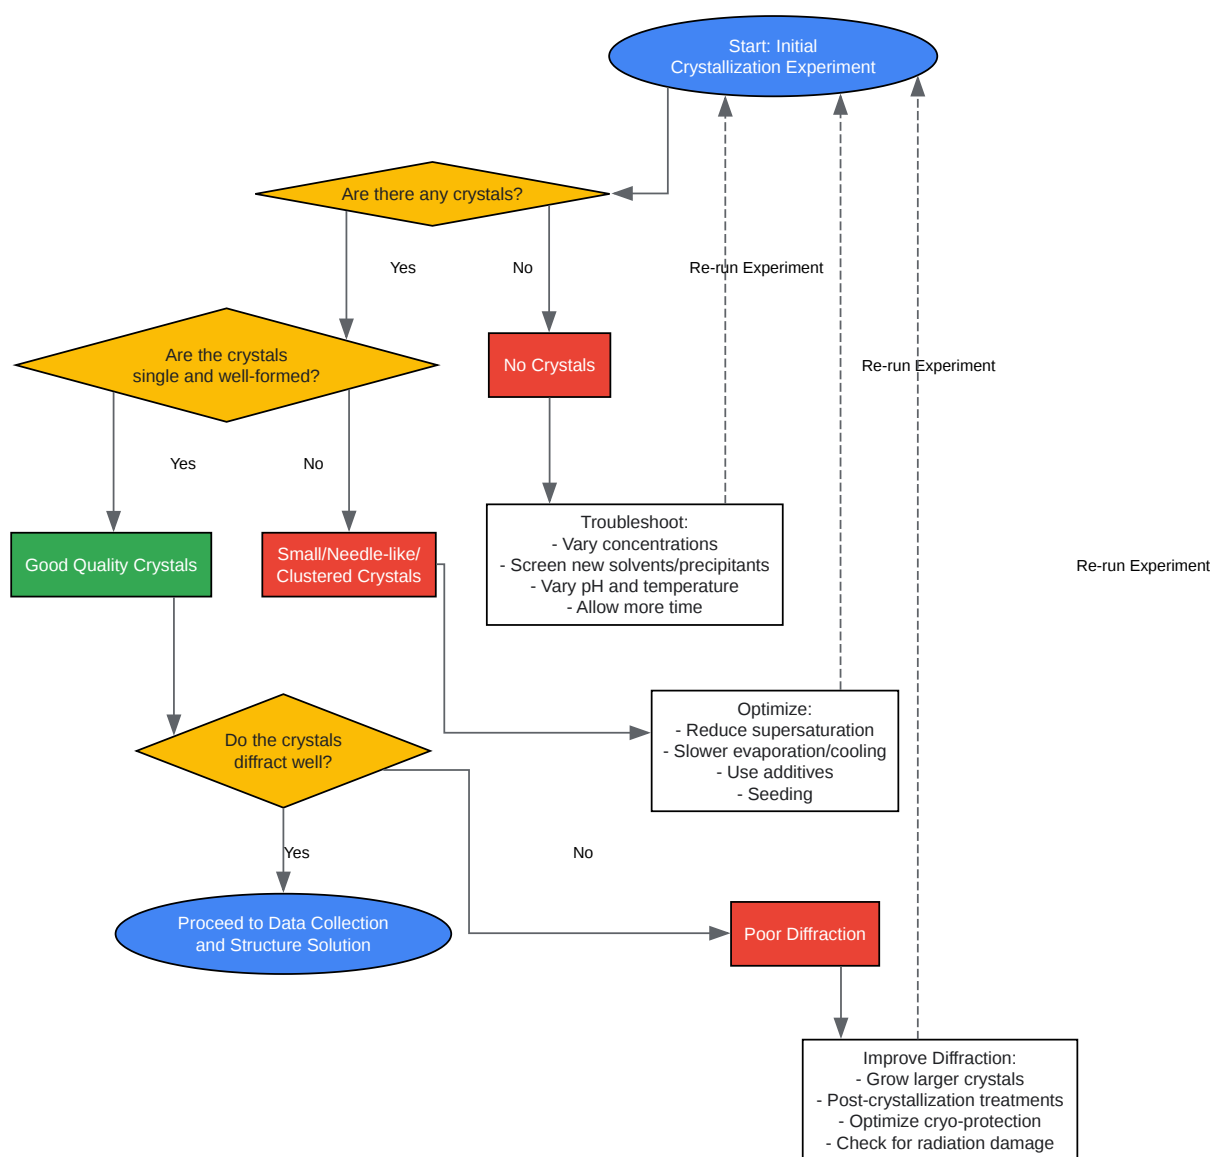 Start: Initial
Crystallization Experiment
Are there any crystals?
Yes
No
Re-run Experiment
Are the crystals
single and well-formed?
No Crystals
Re-run Experiment
Yes
No
Good Quality Crystals
Small/Needle-like/
Clustered Crystals
Troubleshoot:
- Vary concentrations
- Screen new solvents/precipitants
- Vary pH and temperature
- Allow more time
Re-run Experiment
Do the crystals
diffract well?
Optimize:
- Reduce supersaturation
- Slower evaporation/cooling
- Use additives
- Seeding
Yes
No
Proceed to Data Collection
and Structure Solution
Poor Diffraction
Improve Diffraction:
- Grow larger crystals
- Post-crystallization treatments
- Optimize cryo-protection
- Check for radiation damage